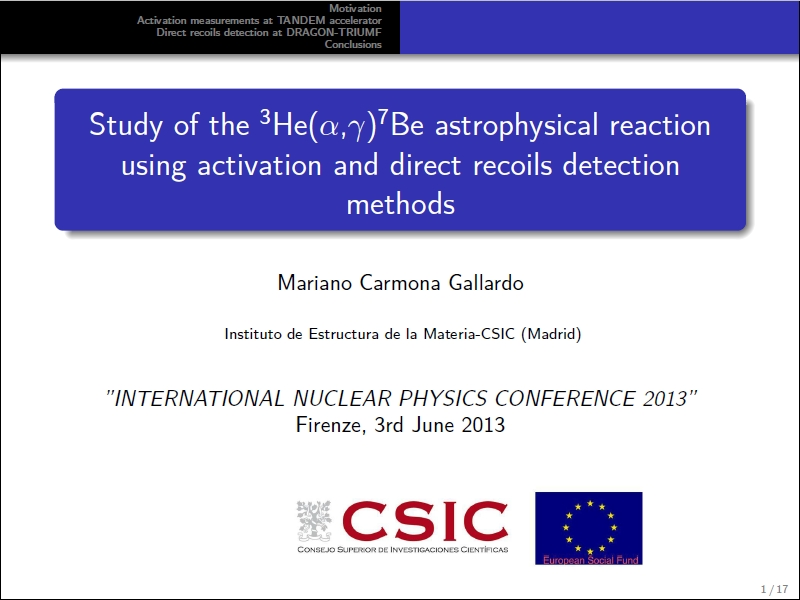 Motivation
Activation measurements at TANDEM accelerator
Direct recoils detection at DRAGON-TRIUMF
Conclusions
Study of the ³He(α,γ)⁷Be astrophysical reaction
using activation and direct recoils detection
methods
Mariano Carmona Gallardo
Instituto de Estructura de la Materia-CSIC (Madrid)
"INTERNATIONAL NUCLEAR PHYSICS CONFERENCE 2013"
Firenze, 3rd June 2013
CSIC
CONSEJO SUPERIOR DE INVESTIGACIONES CIENTÍFICAS
European Social Fund
1 / 17